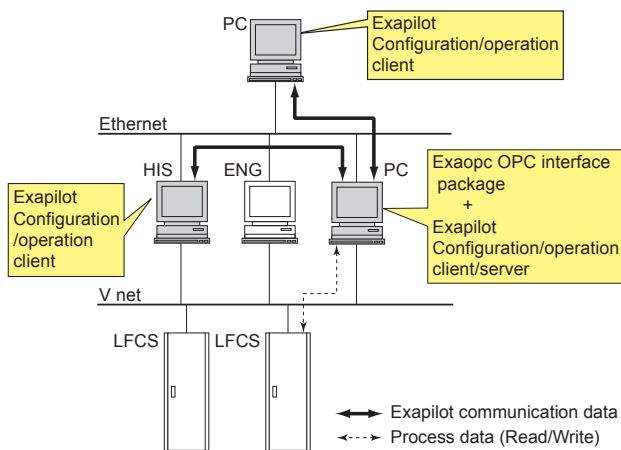 PC
Exapilot
Configuration/operation
client
Ethernet
HIS
ENG
PC
Exapilot
Configuration
/operation
client
Exaopc OPC interface
package
+
Exapilot
Configuration/operation
client/server
V net
LFCS
LFCS
Exapilot communication data
Process data (Read/Write)